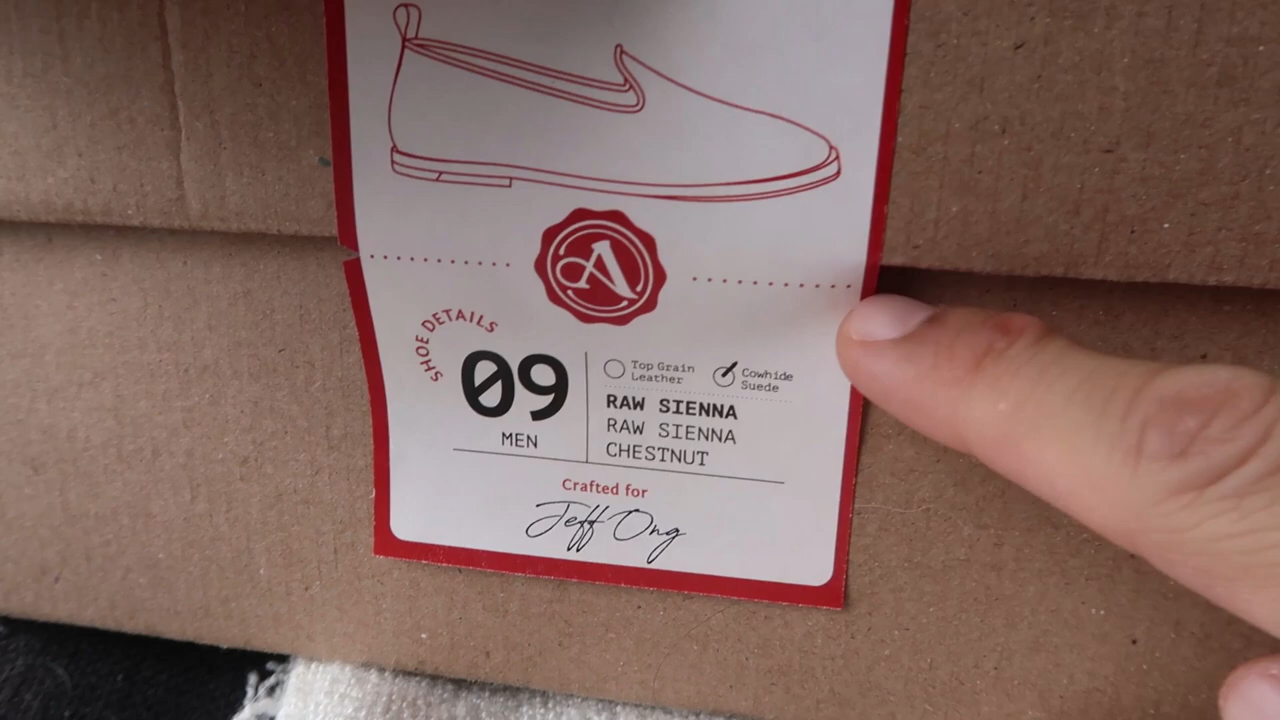 A
SHOE DETAILS
09
MEN
Top Grain
Leather
Cowhide
Suede
RAW SIENNA
RAW SIENNA
CHESTNUT
Crafted for
Jeff Ong